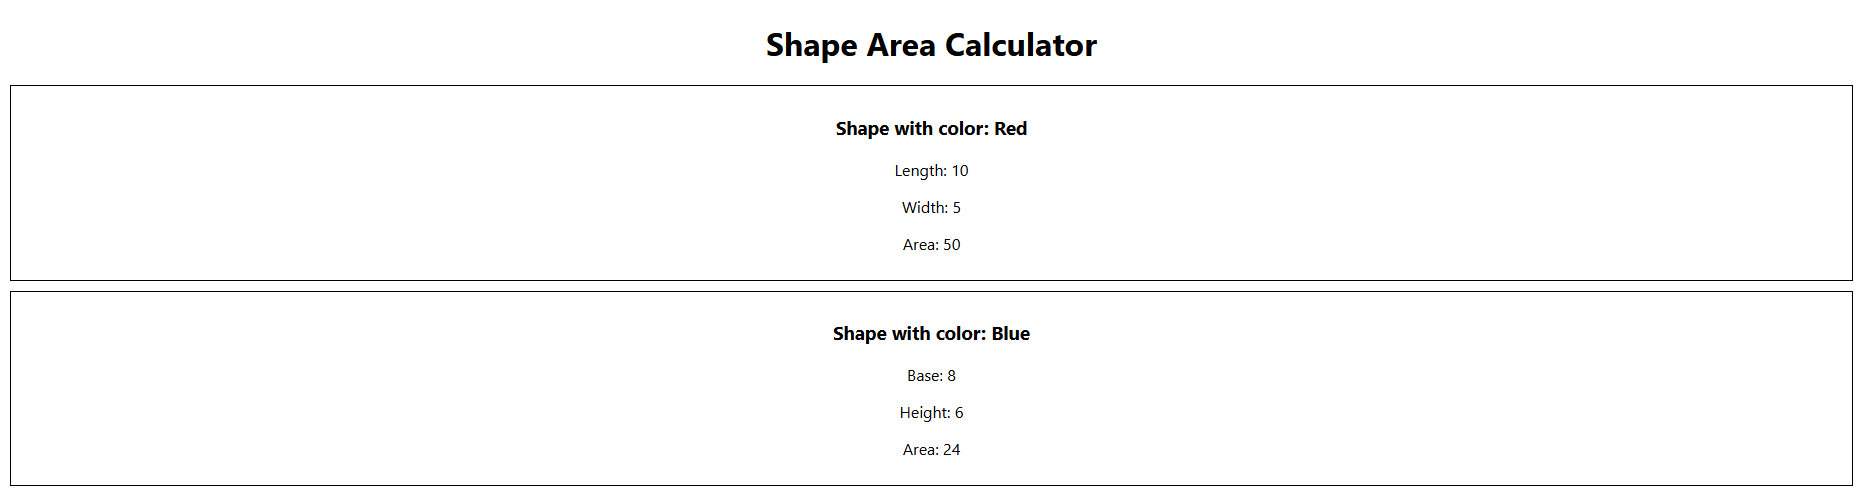 Shape Area Calculator
Shape with color: Red
Length: 10
Width: 5
Area: 50
Shape with color: Blue
Base: 8
Height: 6
Area: 24